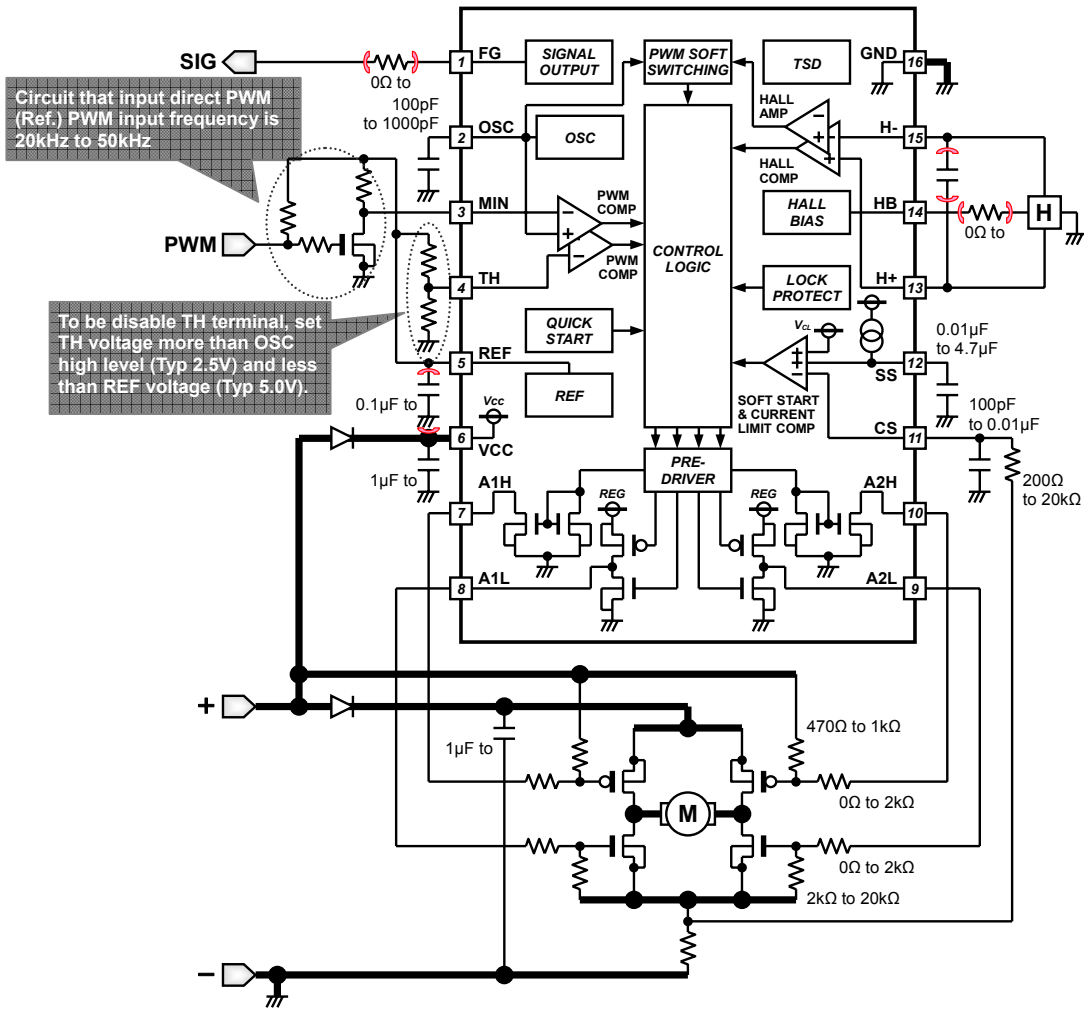 SIG
0Ω to
1
FG
SIGNAL
OUTPUT
PWM SOFT
SWITCHING
TSD
GND
16
Circuit that input direct PWM
(Ref.) PWM input frequency is
20kHz to 50kHz
100pF
to 1000pF
OSC
2
OSC
HALL
AMP
HALL
COMP
H-
15
PWM
3
MIN
PWM
COMP
PWM
COMP
CONTROL
LOGIC
HALL
BIAS
HB
14
0Ω to
H
4
TH
LOCK
PROTECT
H+
13
To be disable TH terminal, set
TH voltage more than OSC
high level (Typ 2.5V) and less
than REF voltage (Typ 5.0V).
QUICK
START
VCL
0.01µF
to 4.7µF
5
REF
REF
SS
12
0.1µF to
SOFT START
& CURRENT
LIMIT COMP
100pF
to 0.01µF
6
VCC
Vcc
CS
11
1µF to
200Ω
to 20kΩ
PRE-
DRIVER
A1H
7
REG
REG
A2H
10
A1L
8
A2L
9
+
1µF to
470Ω to 1kΩ
0Ω to 2kΩ
M
0Ω to 2kΩ
2kΩ to 20kΩ
−